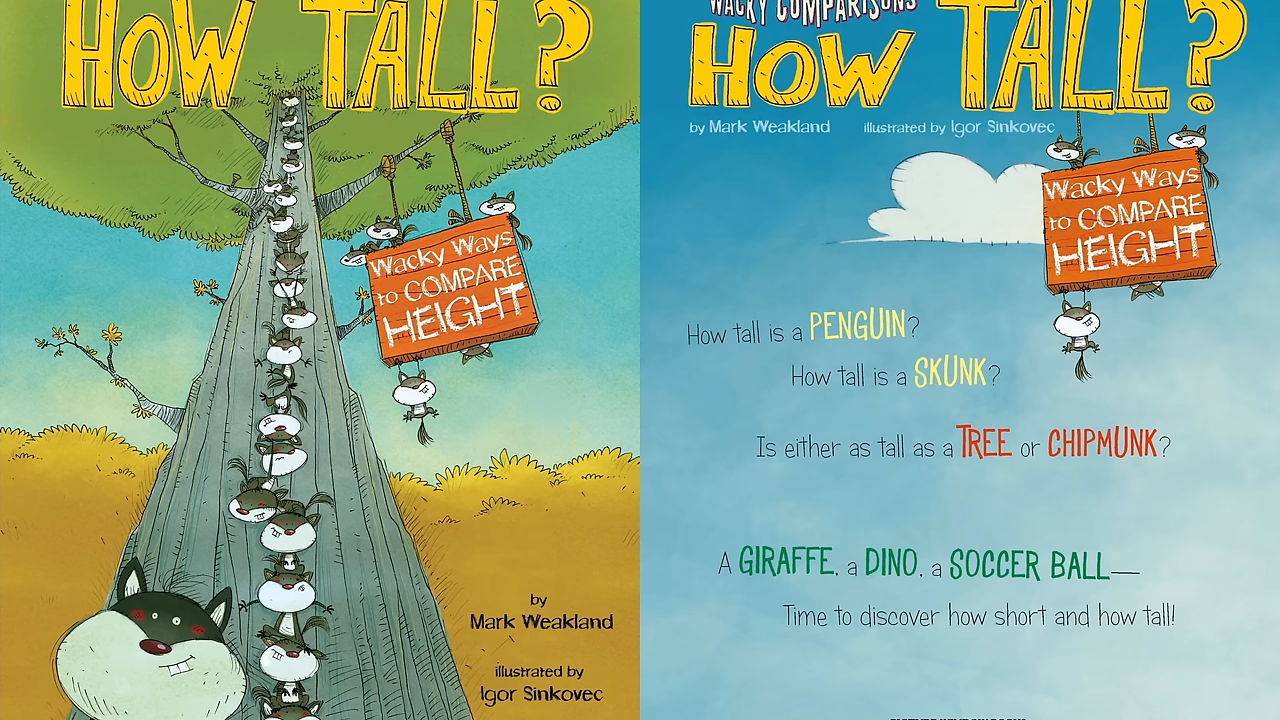 HOW TALL?
Wacky Ways
to COMPARE
HEIGHT
by
Mark Weakland
illustrated by
Igor Sinkovec
WACKY COMPARISONS
HOW TALL?
by Mark Weakland illustrated by Igor Sinkovec
Wacky Ways
to COMPARE
HEIGHT
How tall is a PENGUIN?
How tall is a SKUNK?
Is either as tall as a TREE or CHIPMUNK?
A GIRAFFE, a DINO, a SOCCER BALL—
Time to discover how short and how tall!